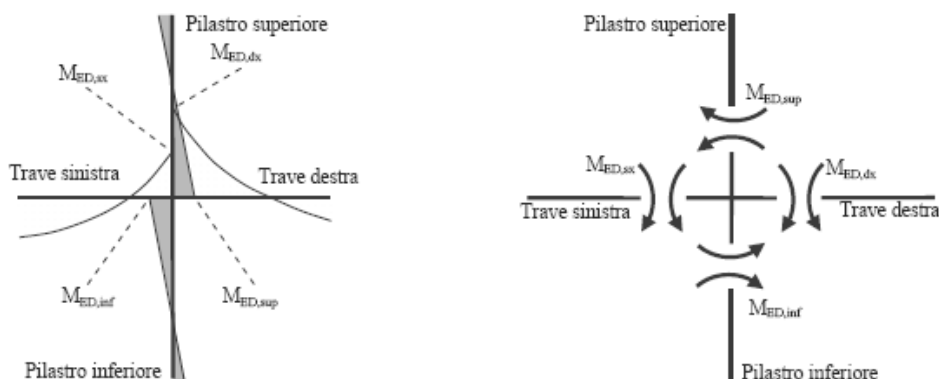 Pilastro superiore
M_ED,dx
M_ED,sx
Trave sinistra
Trave destra
M_ED,inf
M_ED,sup
Pilastro inferiore
Pilastro superiore
M_ED,sup
M_ED,sx
M_ED,dx
Trave sinistra
Trave destra
M_ED,inf
Pilastro inferiore